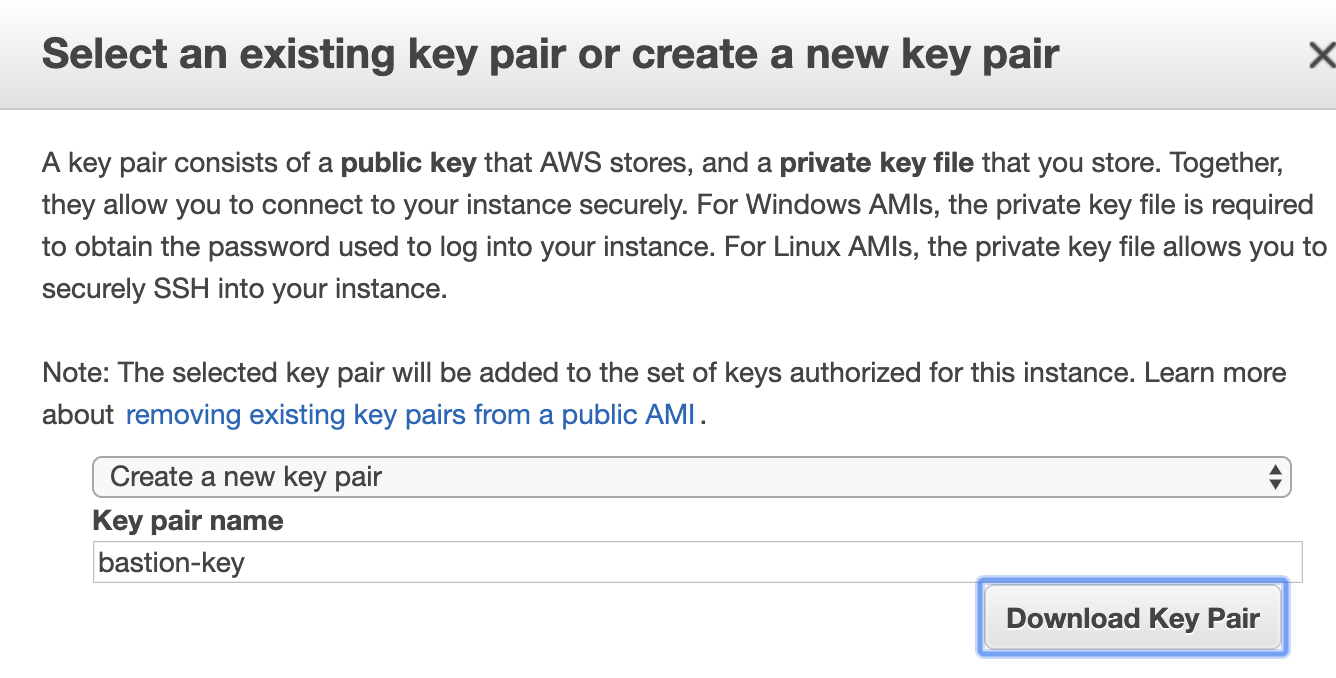 Select an existing key pair or create a new key pair
A key pair consists of a public key that AWS stores, and a private key file that you store. Together,
they allow you to connect to your instance securely. For Windows AMIs, the private key file is required
to obtain the password used to log into your instance. For Linux AMIs, the private key file allows you to
securely SSH into your instance.
Note: The selected key pair will be added to the set of keys authorized for this instance. Learn more
about removing existing key pairs from a public AMI.
Create a new key pair
Key pair name
bastion-key
Download Key Pair